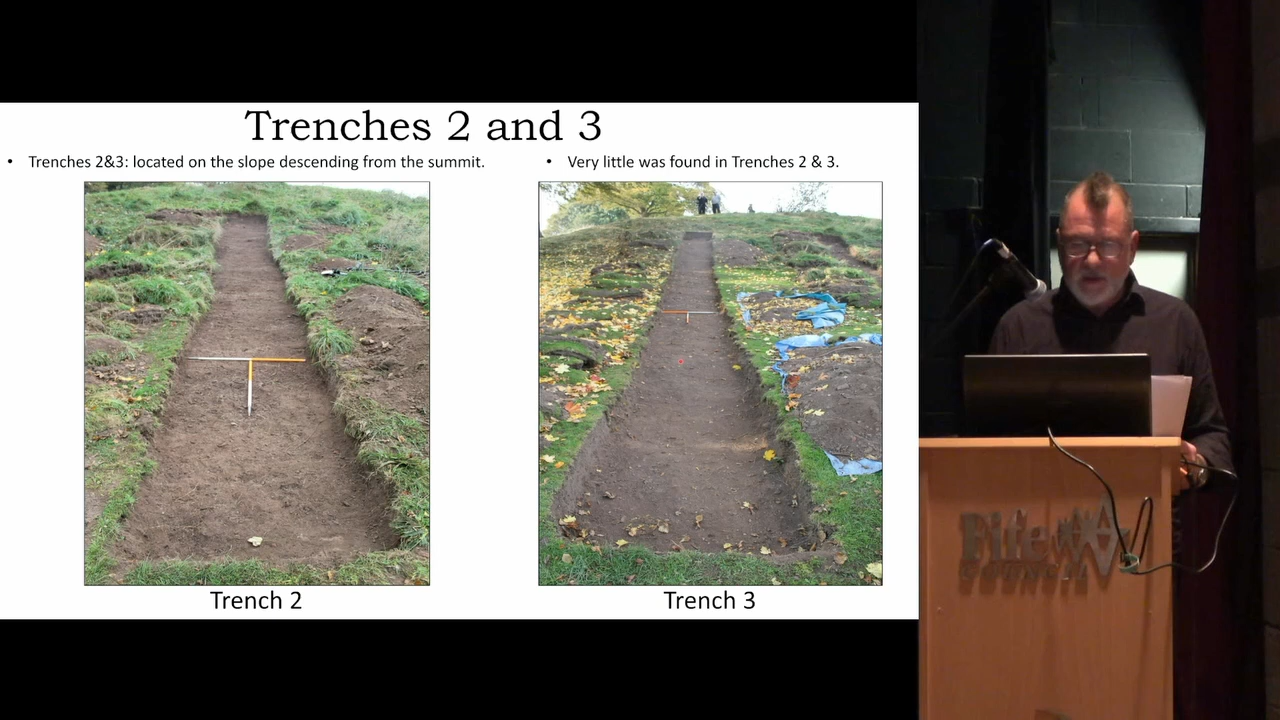 Trenches 2 and 3
• Trenches 2&3: located on the slope descending from the summit.
• Very little was found in Trenches 2 & 3.
Trench 2
Trench 3
Fife
COUNCIL